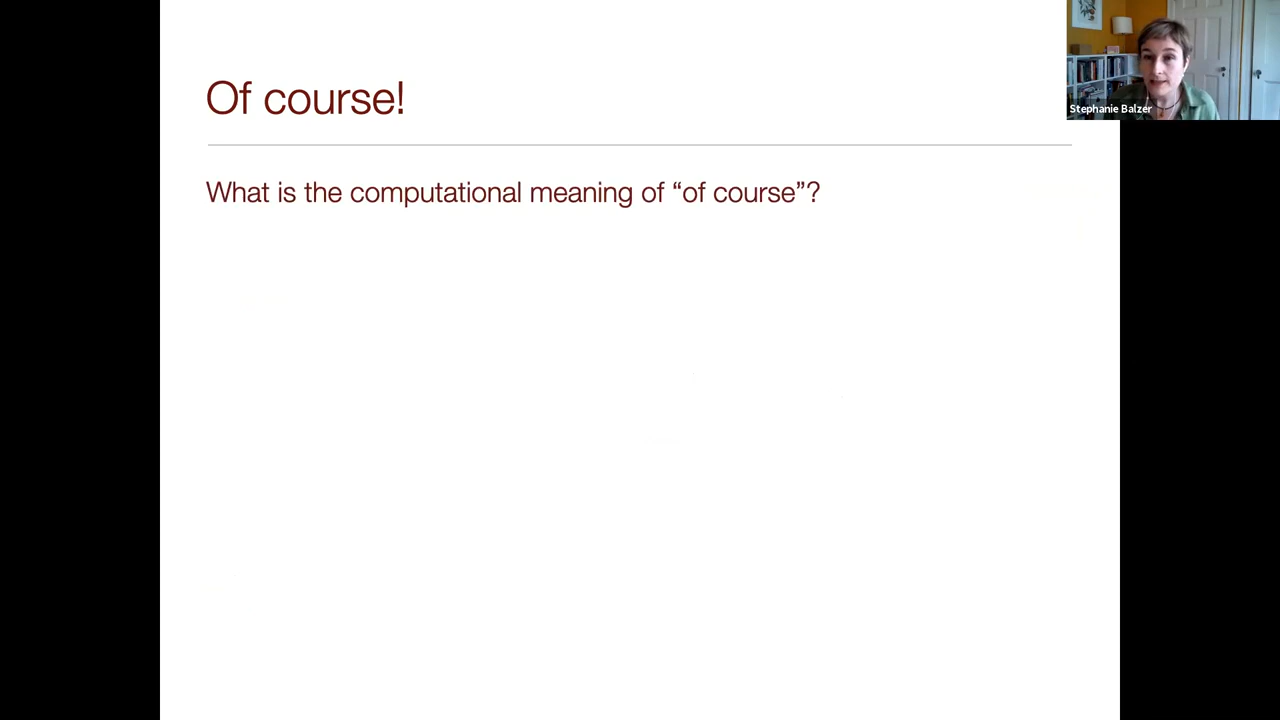 Of course!
Stephanie Balzer
What is the computational meaning of “of course”?